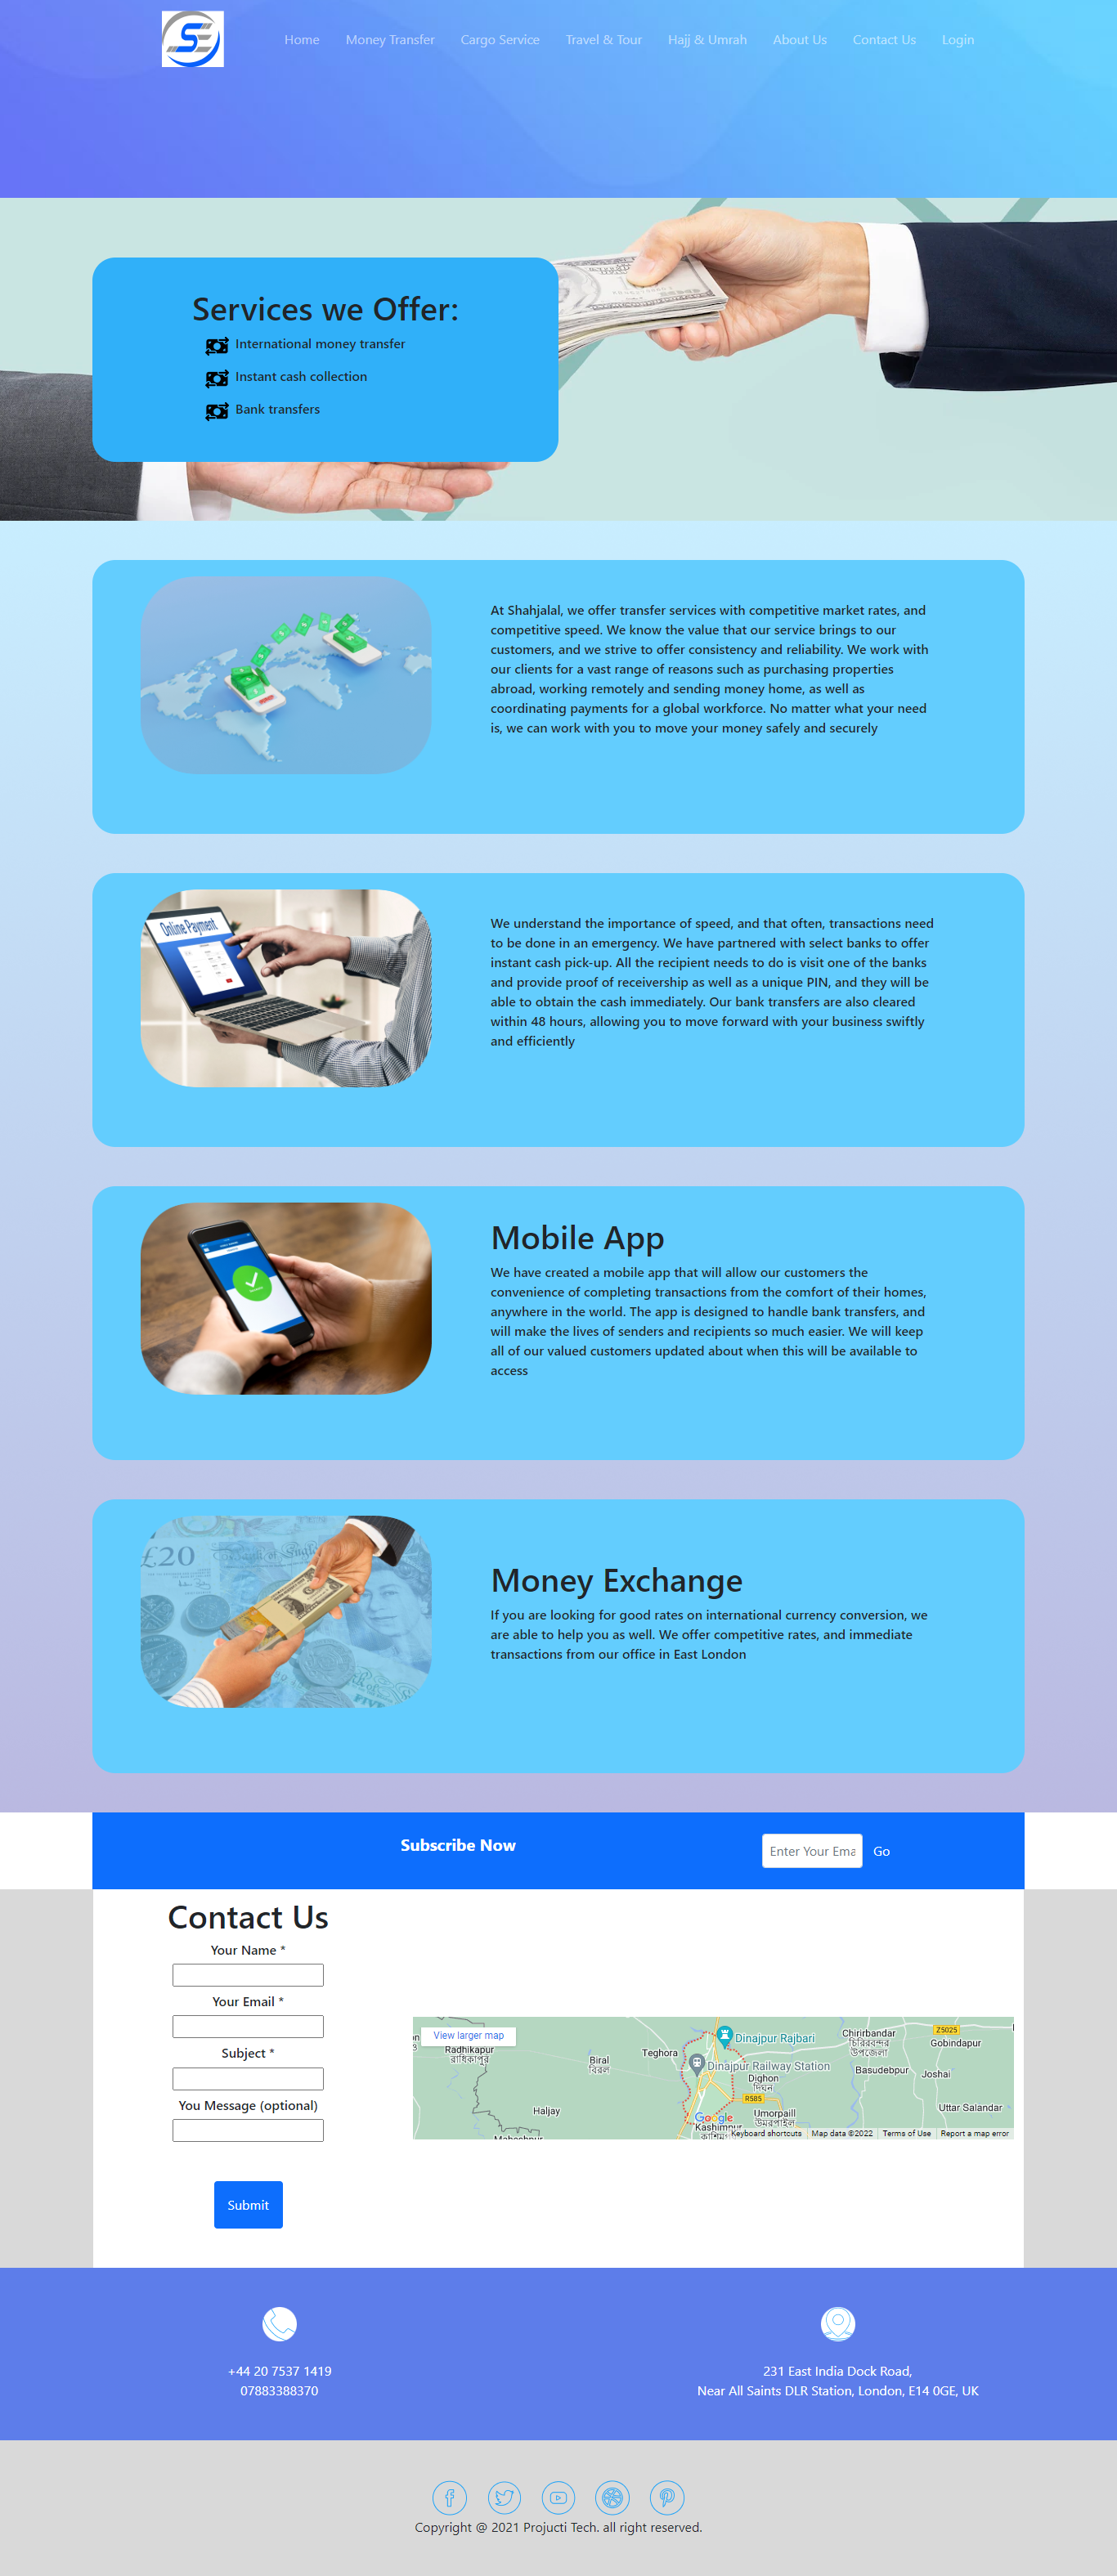 SE
Home Money Transfer Cargo Service Travel & Tour Hajj & Umrah About Us Contact Us Login
Services we Offer:
International money transfer
Instant cash collection
Bank transfers
At Shahjalal, we offer transfer services with competitive market rates, and
competitive speed. We know the value that our service brings to our
customers, and we strive to offer consistency and reliability. We work with
our clients for a vast range of reasons such as purchasing properties
abroad, working remotely and sending money home, as well as
coordinating payments for a global workforce. No matter what your need
is, we can work with you to move your money safely and securely
Online Payment
We understand the importance of speed, and that often, transactions need
to be done in an emergency. We have partnered with select banks to offer
instant cash pick-up. All the recipient needs to do is visit one of the banks
and provide proof of receivership as well as a unique PIN, and they will be
able to obtain the cash immediately. Our bank transfers are also cleared
within 48 hours, allowing you to move forward with your business swiftly
and efficiently
Mobile App
We have created a mobile app that will allow our customers the
convenience of completing transactions from the comfort of their homes,
anywhere in the world. The app is designed to handle bank transfers, and
will make the lives of senders and recipients so much easier. We will keep
all of our valued customers updated about when this will be available to
access
£20
Money Exchange
If you are looking for good rates on international currency conversion, we
are able to help you as well. We offer competitive rates, and immediate
transactions from our office in East London
Subscribe Now
Enter Your Ema
Go
Contact Us
Your Name *
Your Email *
Subject *
You Message (optional)
Submit
View larger map
Radhikapur
রাধিকাপুর
Biral
বিরল
Teghora
Dinajpur Rajbari
Dinajpur Railway Station
Chirirbandar
চিরিরবন্দর
উপজেলা
Z5025
Gobindapur
Basudebpur
Joshai
Dighon
দিঘন
R585
Haljay
Umorpaill
উমরপাইল
Uttar Salandar
Google
Kashimpur
Keyboard shortcuts Map data ©2022 Terms of Use Report a map error
+44 20 7537 1419
07883388370
231 East India Dock Road,
Near All Saints DLR Station, London, E14 0GE, UK
Copyright @ 2021 Projucti Tech. all right reserved.